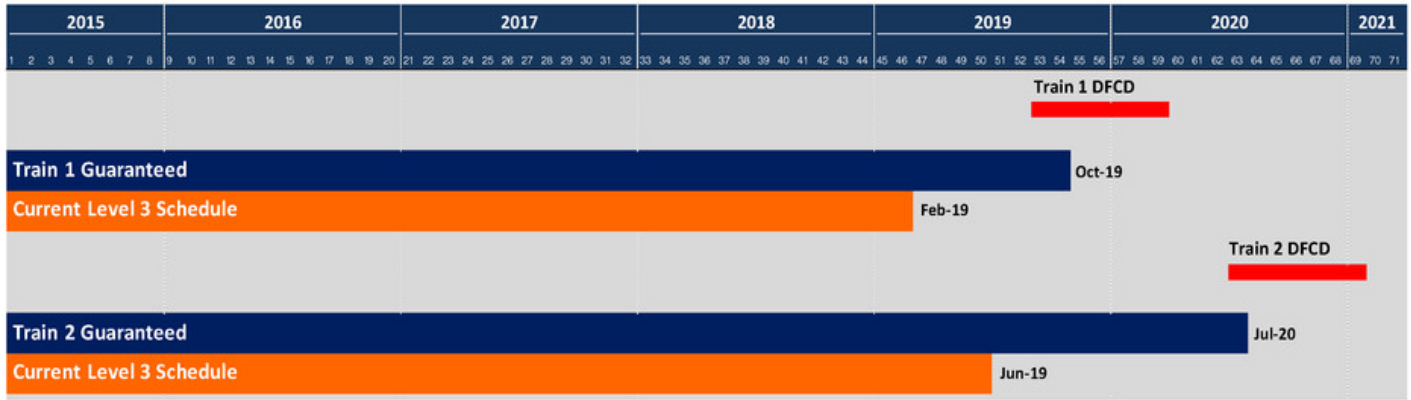 2015 2016 2017 2018 2019 2020 2021
1 2 3 4 5 6 7 8 9 10 11 12 13 14 15 16 17 18 19 20 21 22 23 24 25 26 27 28 29 30 31 32 33 34 35 36 37 38 39 40 41 42 43 44 45 46 47 48 49 50 51 52 53 54 55 56 57 58 59 60 61 62 63 64 65 66 67 68 69 70 71
Train 1 DFCD
Train 1 Guaranteed Oct-19
Current Level 3 Schedule Feb-19
Train 2 DFCD
Train 2 Guaranteed Jul-20
Current Level 3 Schedule Jun-19